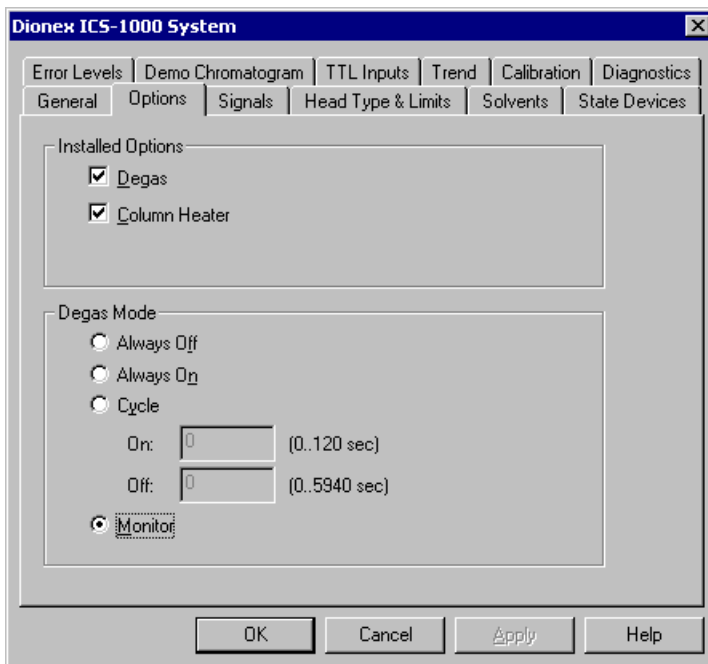 Dionex ICS-1000 System
Error Levels Demo Chromatogram TTL Inputs Trend Calibration Diagnostics
General Options Signals Head Type & Limits Solvents State Devices
Installed Options
Degas
Column Heater
Degas Mode
Always Off
Always On
Cycle
On: 0 (0..120 sec)
Off: 0 (0..5940 sec)
Monitor
OK Cancel Apply Help